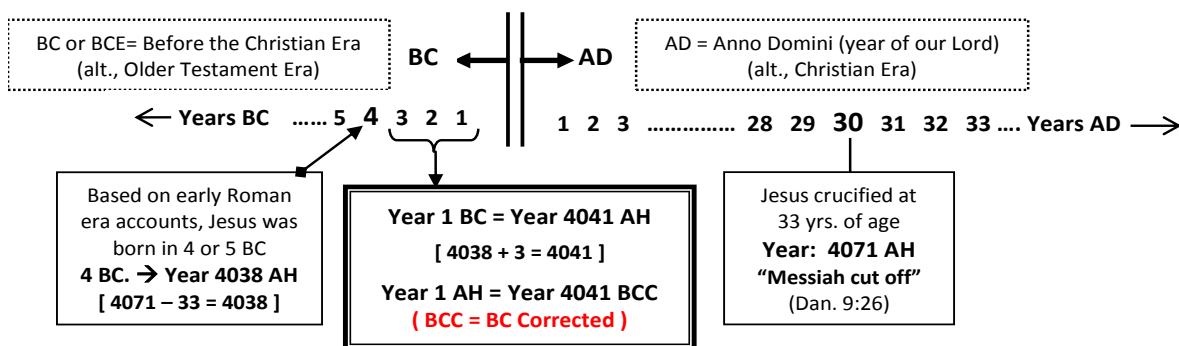 BC or BCE= Before the Christian Era
(alt., Older Testament Era)
BC
AD
AD = Anno Domini (year of our Lord)
(alt., Christian Era)
Years BC …… 5 4 3 2 1
1 2 3 …………… 28 29 30 31 32 33 …. Years AD
Based on early Roman
era accounts, Jesus was
born in 4 or 5 BC
4 BC. → Year 4038 AH
[ 4071 – 33 = 4038 ]
Year 1 BC = Year 4041 AH
[ 4038 + 3 = 4041 ]
Year 1 AH = Year 4041 BCC
( BCC = BC Corrected )
Jesus crucified at
33 yrs. of age
Year: 4071 AH
“Messiah cut off”
(Dan. 9:26)